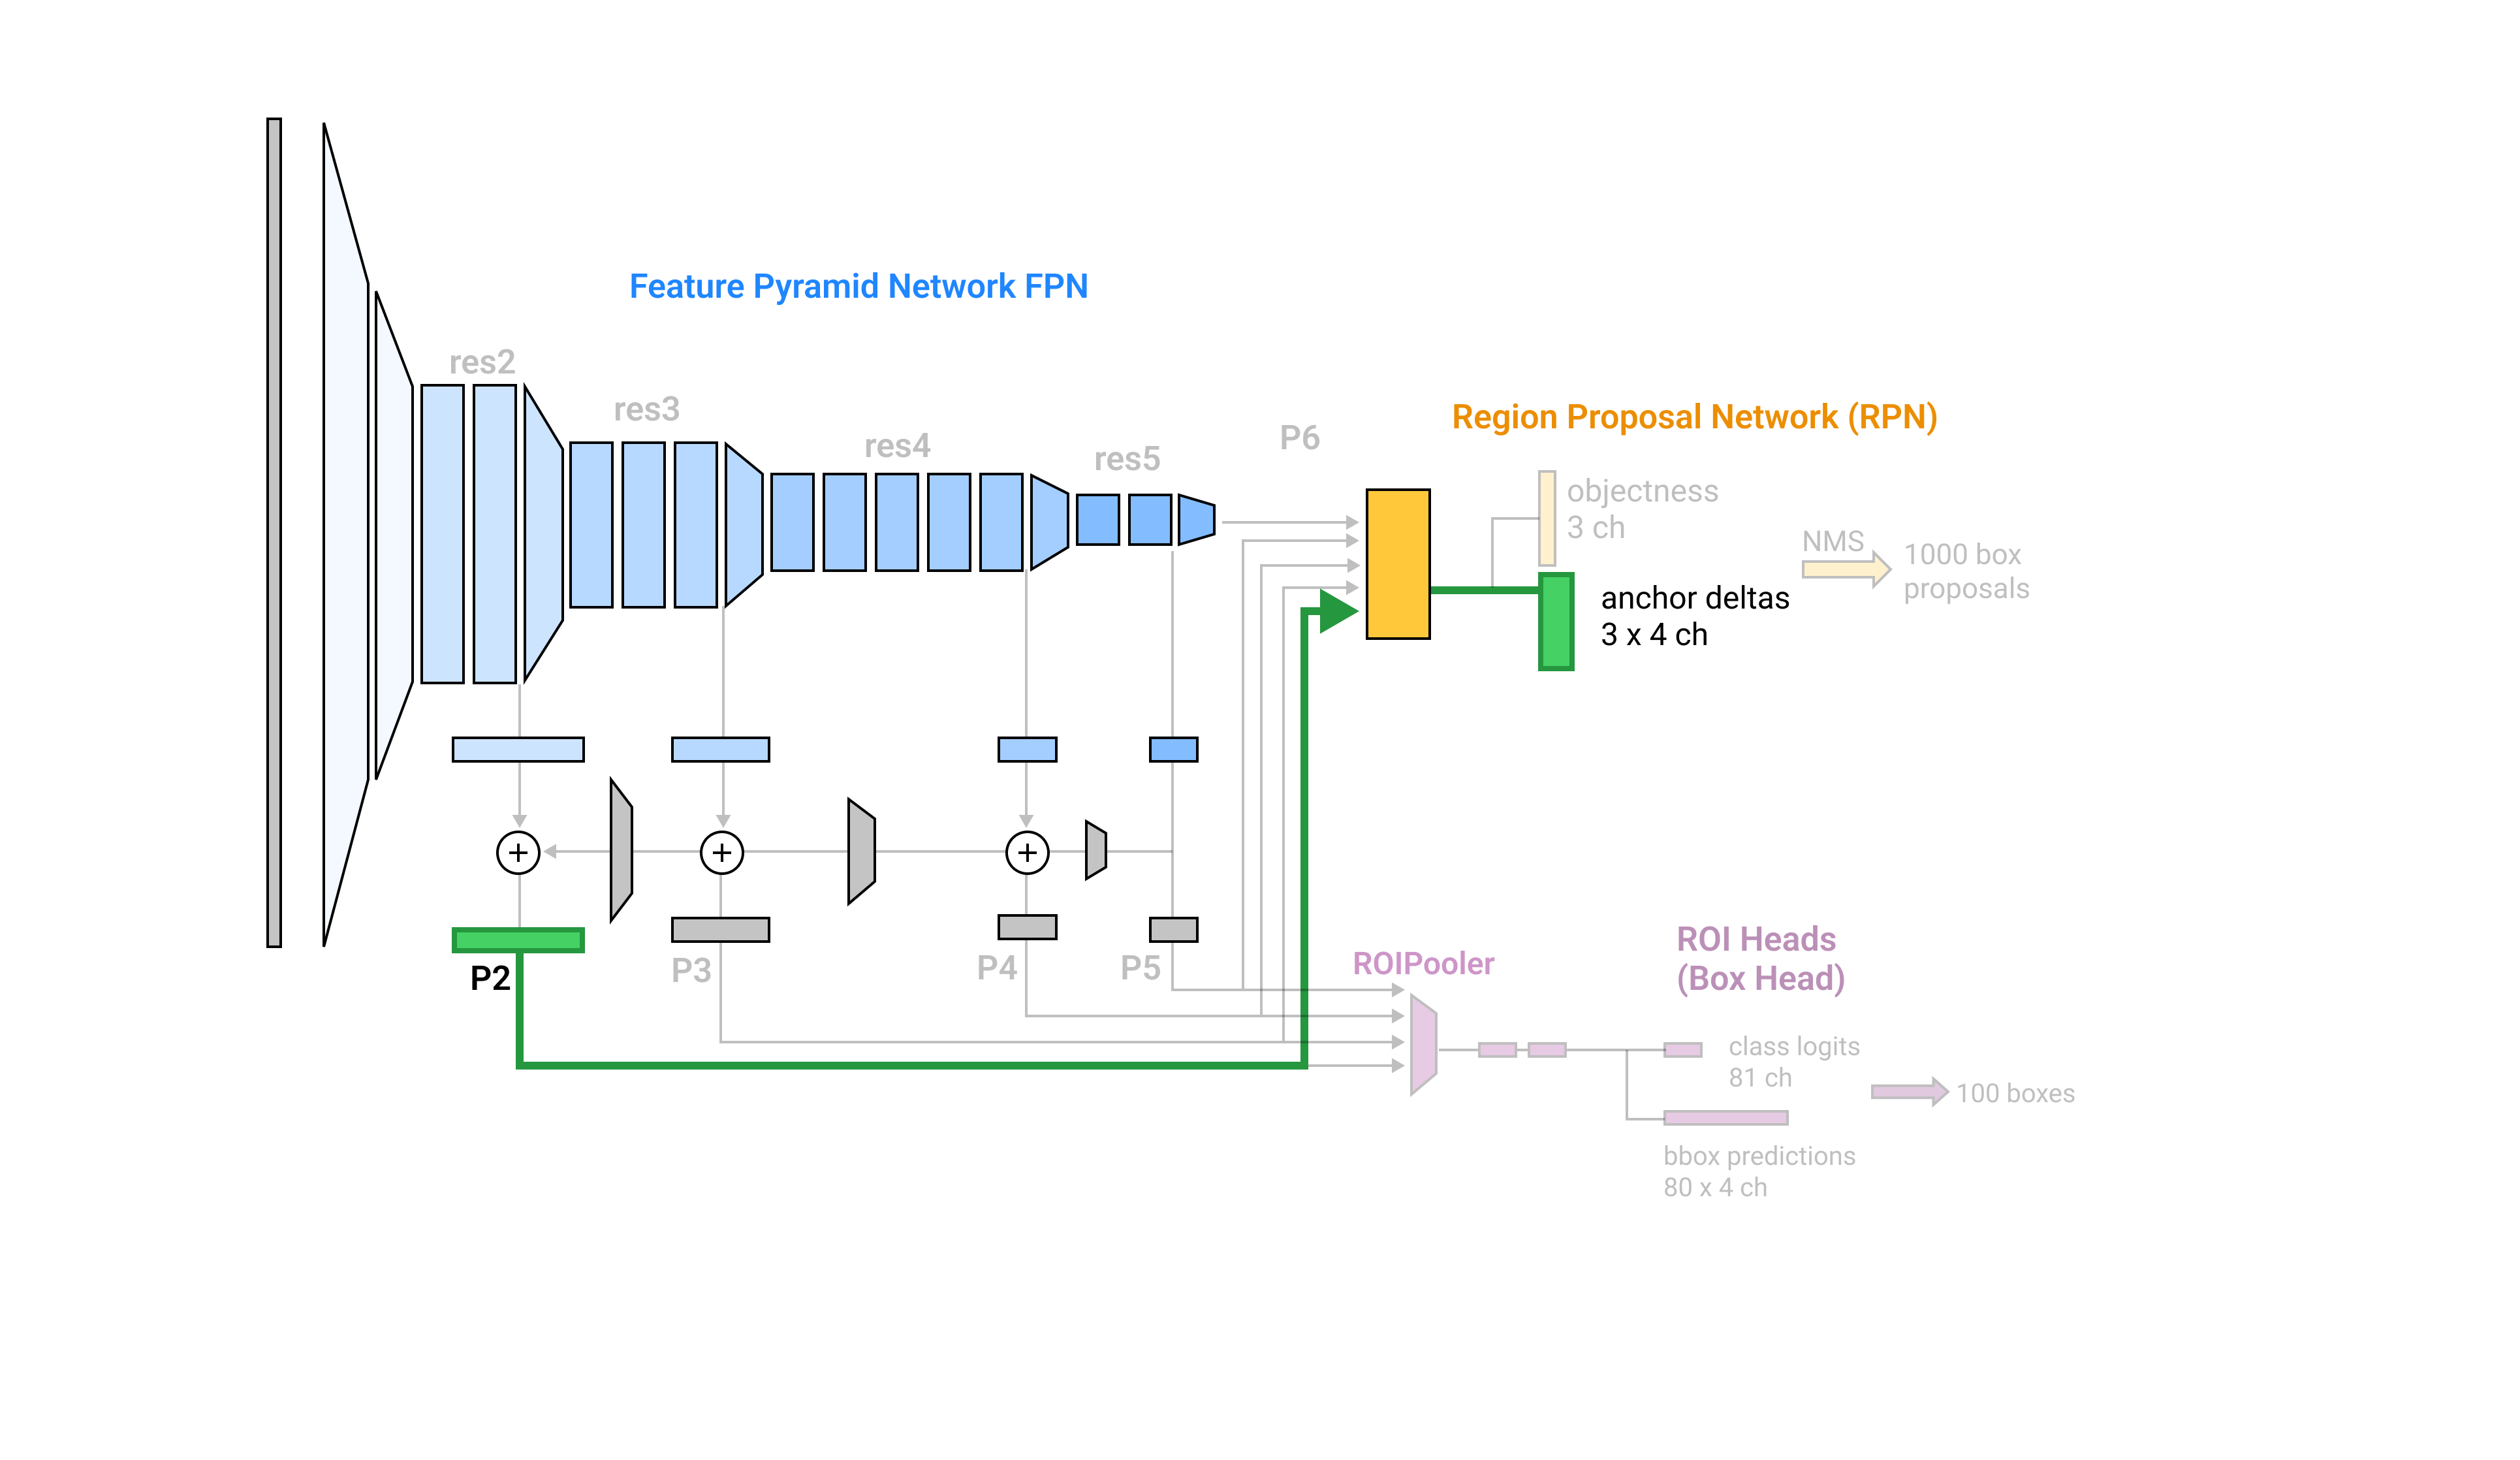 Feature Pyramid Network FPN
res2
res3
res4
res5
P6
Region Proposal Network (RPN)
objectness
3 ch
NMS
1000 box
proposals
anchor deltas
3 x 4 ch
+
+
+
P2
P3
P4
P5
ROIPooler
ROI Heads
(Box Head)
class logits
81 ch
100 boxes
bbox predictions
80 x 4 ch